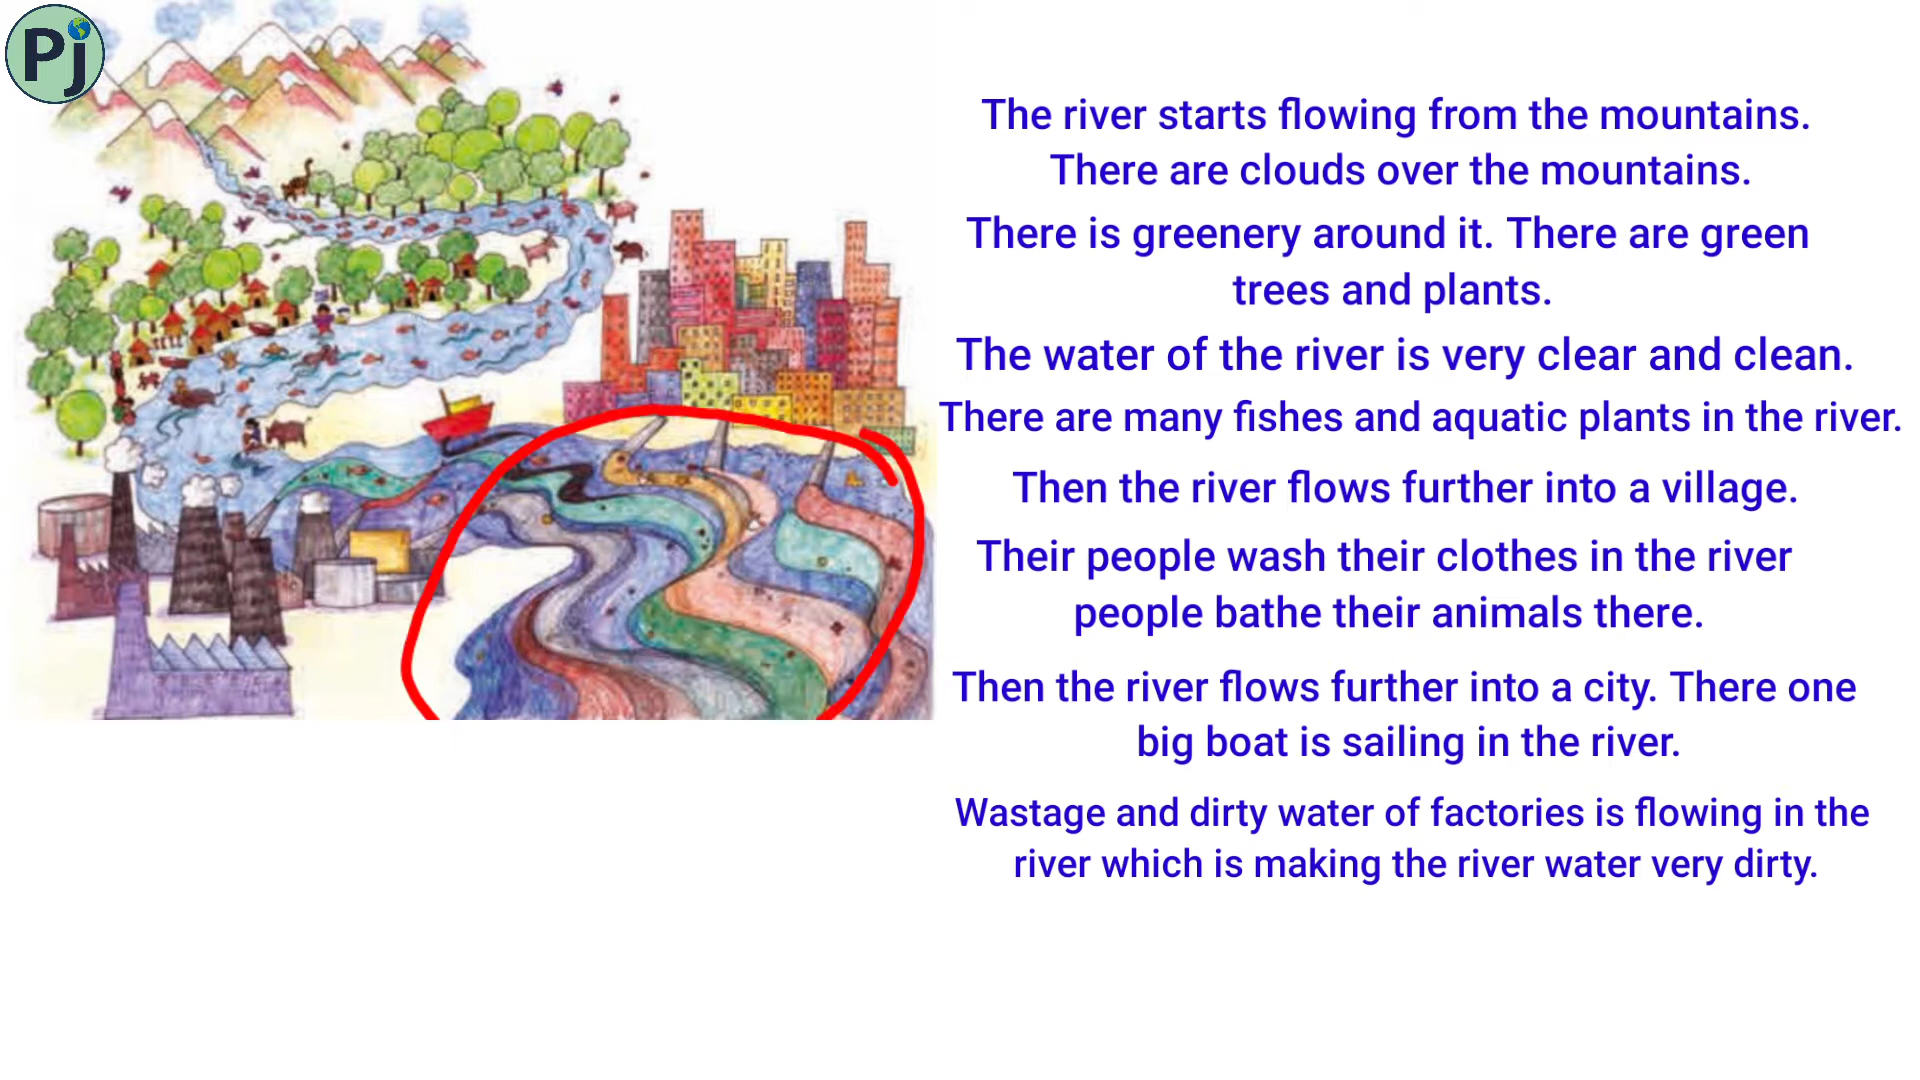 Pj
The river starts flowing from the mountains.
There are clouds over the mountains.
There is greenery around it. There are green
trees and plants.
The water of the river is very clear and clean.
There are many fishes and aquatic plants in the river.
Then the river flows further into a village.
Their people wash their clothes in the river
people bathe their animals there.
Then the river flows further into a city. There one
big boat is sailing in the river.
Wastage and dirty water of factories is flowing in the
river which is making the river water very dirty.